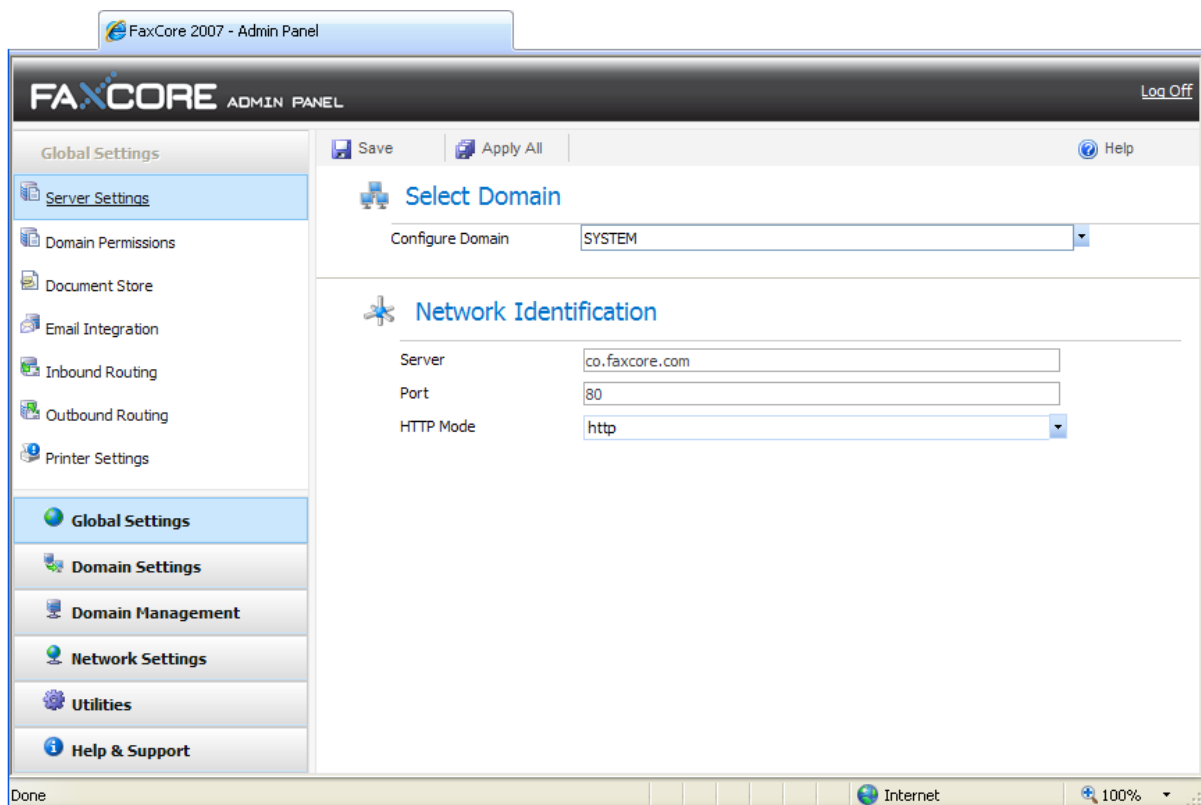 FaxCore 2007 - Admin Panel
FAXCORE ADMIN PANEL
Log Off
Global Settings
Save
Apply All
Help
Server Settings
Domain Permissions
Document Store
Email Integration
Inbound Routing
Outbound Routing
Printer Settings
Global Settings
Domain Settings
Domain Management
Network Settings
Utilities
Help & Support
Select Domain
Configure Domain
SYSTEM
Network Identification
Server
co.faxcore.com
Port
80
HTTP Mode
http
Done
Internet
100%